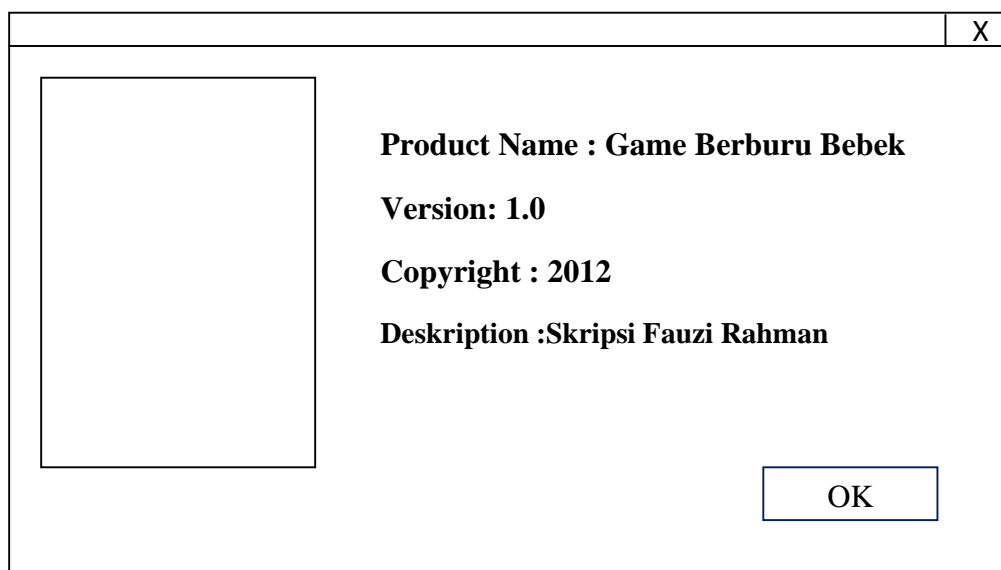 X
Product Name : Game Berburu Bebek
Version: 1.0
Copyright : 2012
Deskription :Skripsi Fauzi Rahman
OK